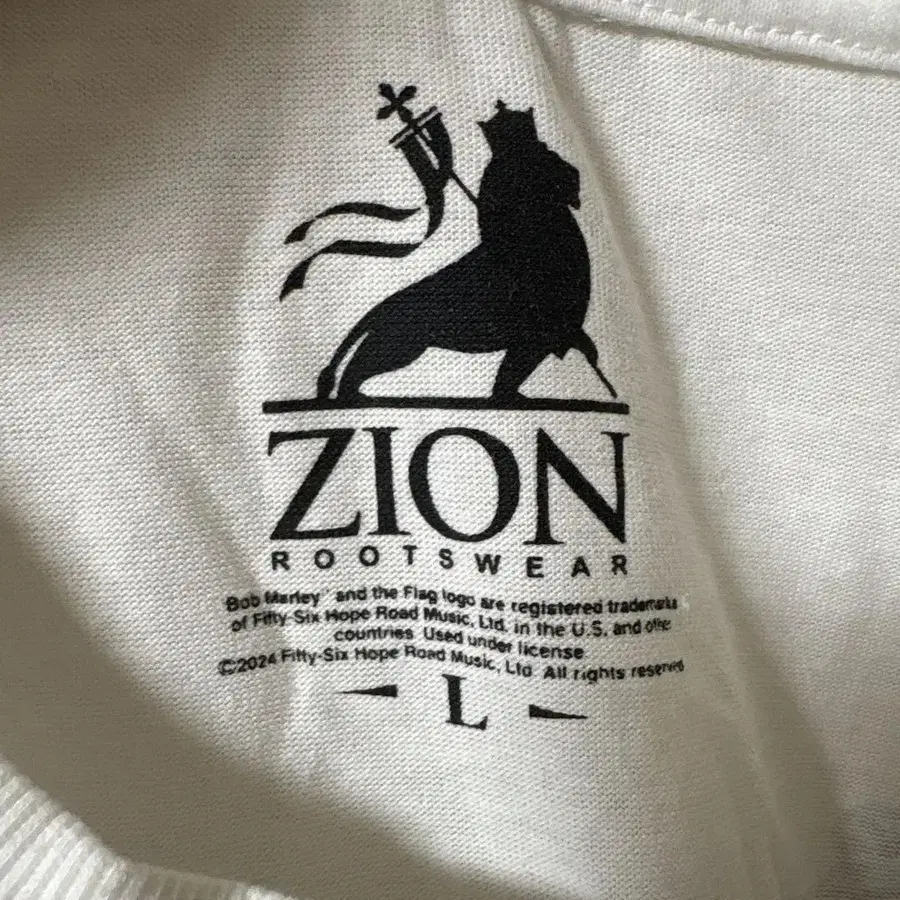 ZION
ROOTSWEAR
Bob Marley™ and the Flag logo are registered trademarks
of Fifty-Six Hope Road Music, Ltd. in the U.S. and other
countries. Used under license
©2024 Fifty-Six Hope Road Music, Ltd. All rights reserved
L